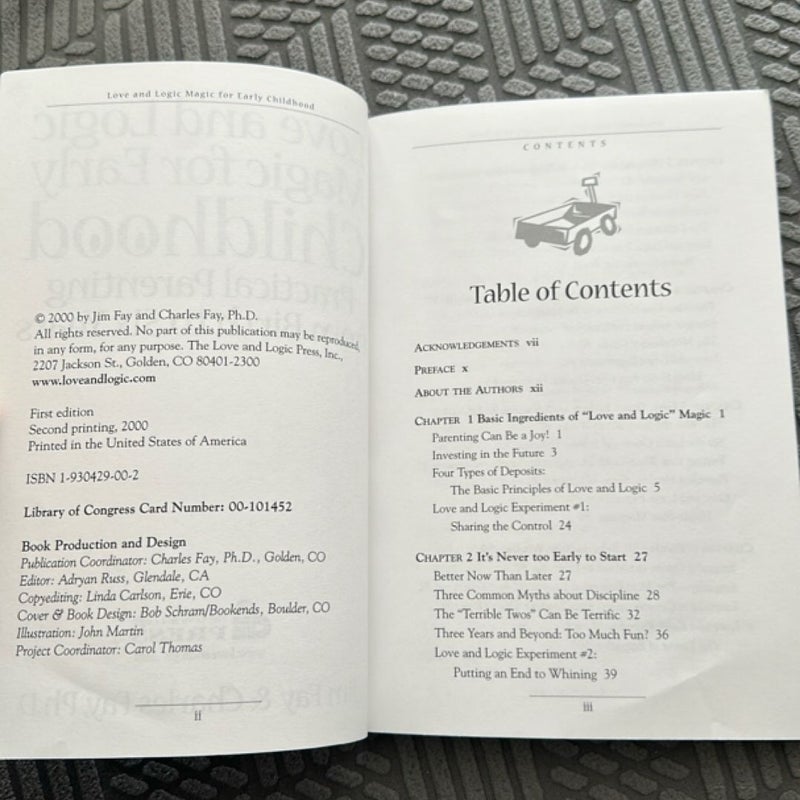 Love and Logic Magic for Early Childhood
© 2000 by Jim Fay and Charles Fay, Ph.D.
All rights reserved. No part of this publication may be reproduced,
in any form, for any purpose. The Love and Logic Press, Inc.,
2207 Jackson St., Golden, CO 80401-2300
www.loveandlogic.com
First edition
Second printing, 2000
Printed in the United States of America
ISBN 1-930429-00-2
Library of Congress Card Number: 00-101452
Book Production and Design
Publication Coordinator: Charles Fay, Ph.D., Golden, CO
Editor: Adryan Russ, Glendale, CA
Copyediting: Linda Carlson, Erie, CO
Cover & Book Design: Bob Schram/Bookends, Boulder, CO
Illustration: John Martin
Project Coordinator: Carol Thomas
ii
CONTENTS
Table of Contents
ACKNOWLEDGEMENTS vii
PREFACE x
ABOUT THE AUTHORS xii
CHAPTER 1 Basic Ingredients of "Love and Logic" Magic 1
Parenting Can Be a Joy! 1
Investing in the Future 3
Four Types of Deposits:
The Basic Principles of Love and Logic 5
Love and Logic Experiment #1:
Sharing the Control 24
CHAPTER 2 It's Never too Early to Start 27
Better Now Than Later 27
Three Common Myths about Discipline 28
The "Terrible Twos" Can Be Terrific 32
Three Years and Beyond: Too Much Fun? 36
Love and Logic Experiment #2:
Putting an End to Whining 39
iii